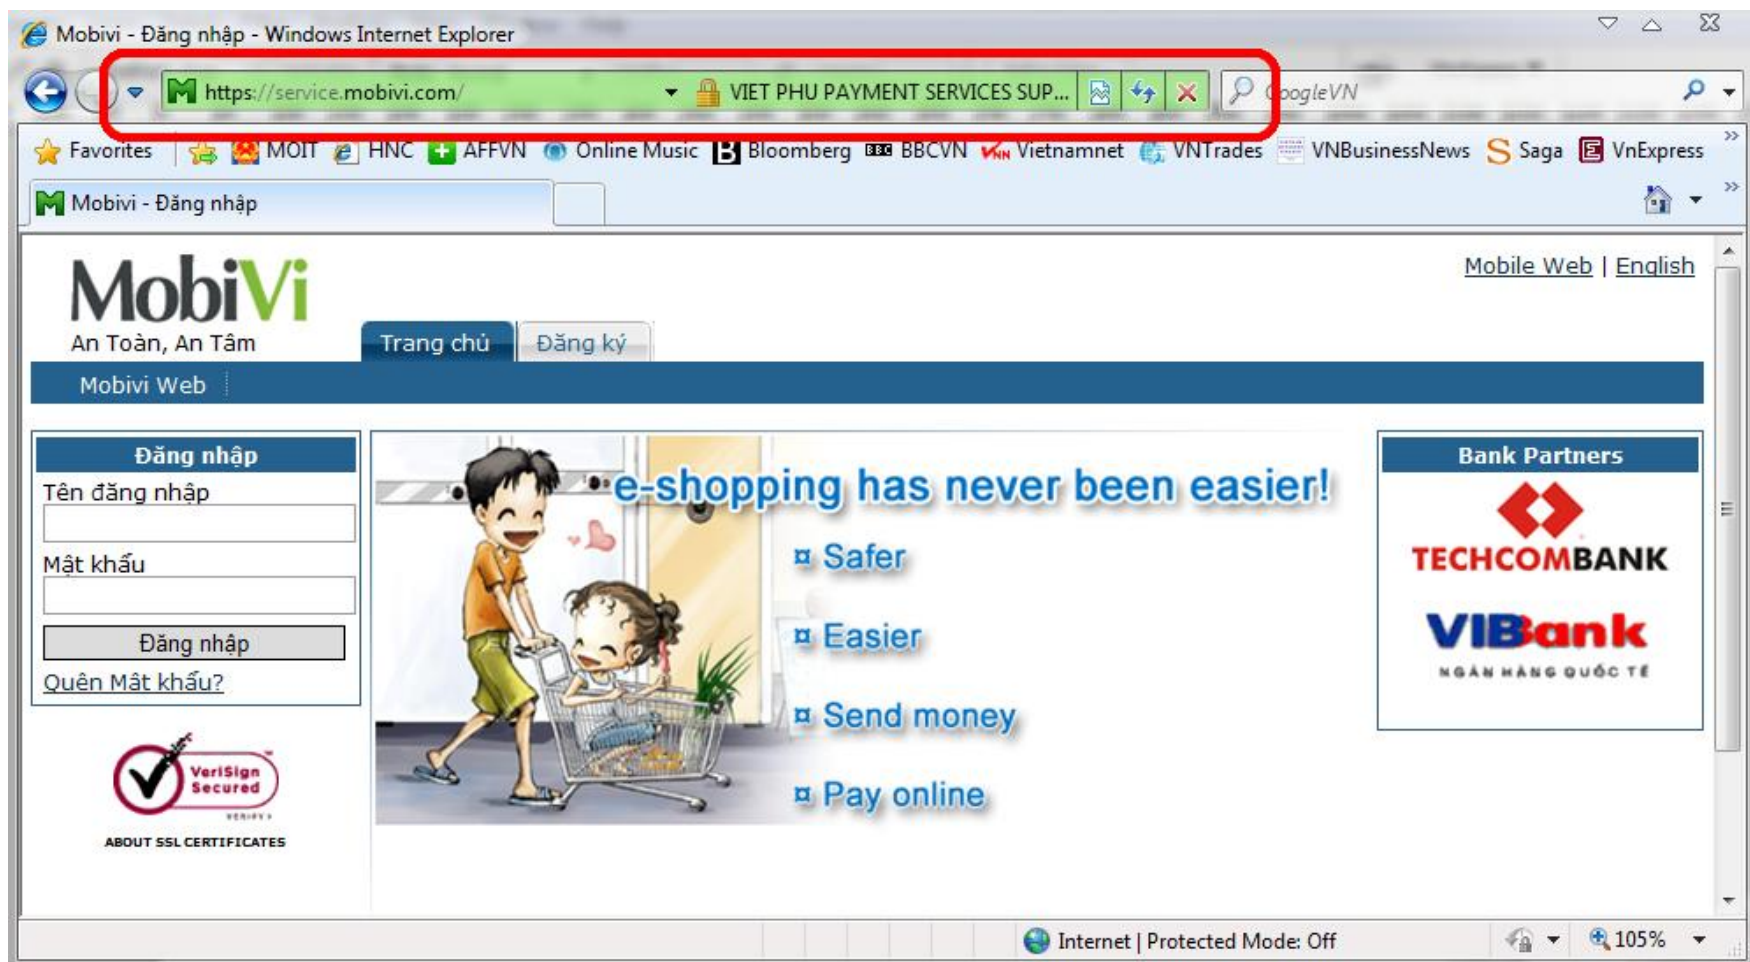 Mobivi - Đăng nhập - Windows Internet Explorer
https://service.mobivi.com/ VIET PHU PAYMENT SERVICES SUP... GoogleVN
Favorites MOIT HNC AFFVN Online Music Bloomberg BBCVN Vietnamnet VNTrades VNBusinessNews Saga VnExpress
Mobivi - Đăng nhập
MobiVi
An Toàn, An Tâm
Mobile Web | English
Trang chủ Đăng ký
Mobivi Web
Đăng nhập
Tên đăng nhập
Mật khẩu
Đăng nhập
Quên Mật khẩu?
VeriSign
Secured
VERIFY>
ABOUT SSL CERTIFICATES
e-shopping has never been easier!
¤ Safer
¤ Easier
¤ Send money
¤ Pay online
Bank Partners
TECHCOMBANK
VIBank
NGÂN HÀNG QUỐC TẾ
Internet | Protected Mode: Off 105%